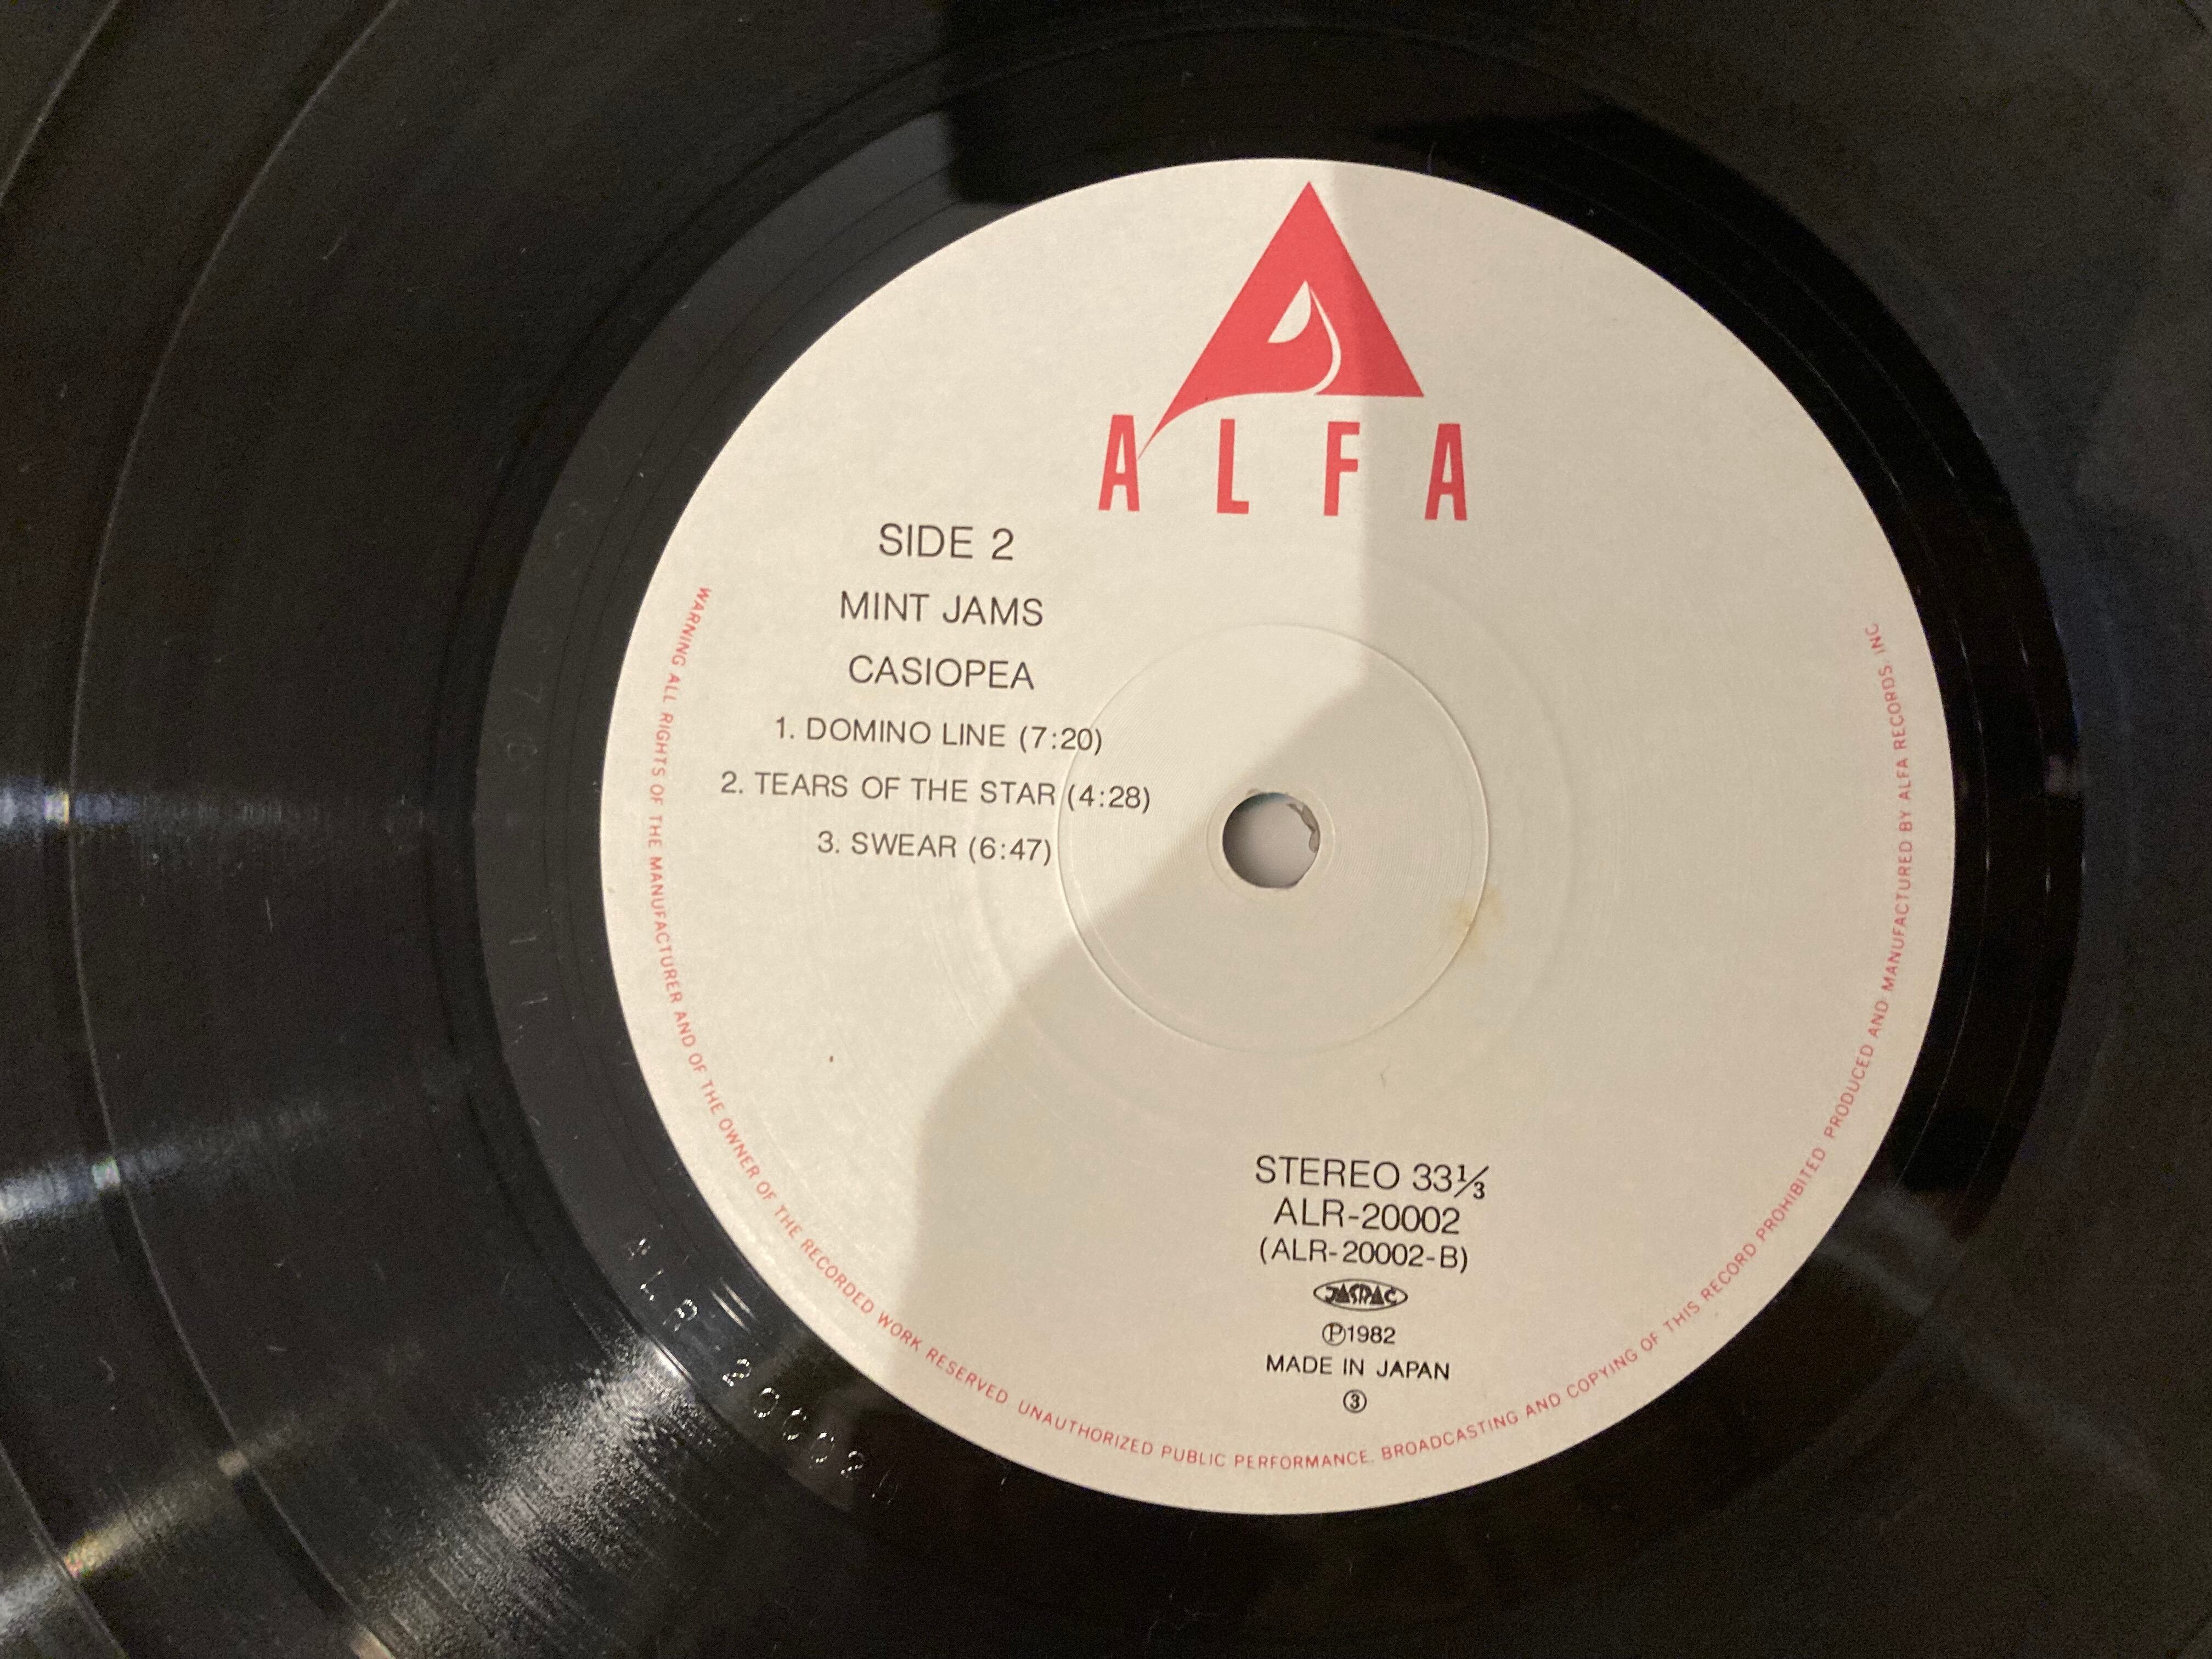 ALFA
SIDE 2
MINT JAMS
CASIOPEA
1. DOMINO LINE (7:20)
2. TEARS OF THE STAR (4:28)
3. SWEAR (6:47)
STEREO 33⅓
ALR-20002
(ALR-20002-B)
JASRAC
Ⓟ1982
MADE IN JAPAN
③
WARNING ALL RIGHTS OF THE MANUFACTURER AND OF THE OWNER OF THE RECORDED WORK RESERVED UNAUTHORIZED PUBLIC PERFORMANCE. BROADCASTING AND COPYING OF THIS RECORD PROHIBITED PRODUCED AND MANUFACTURED BY ALFA RECORDS INC.
ALR 20002